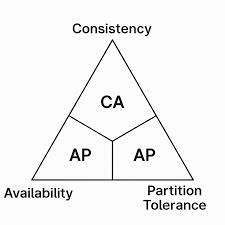 Consistency
CA
AP AP
Availability
Partition
Tolerance